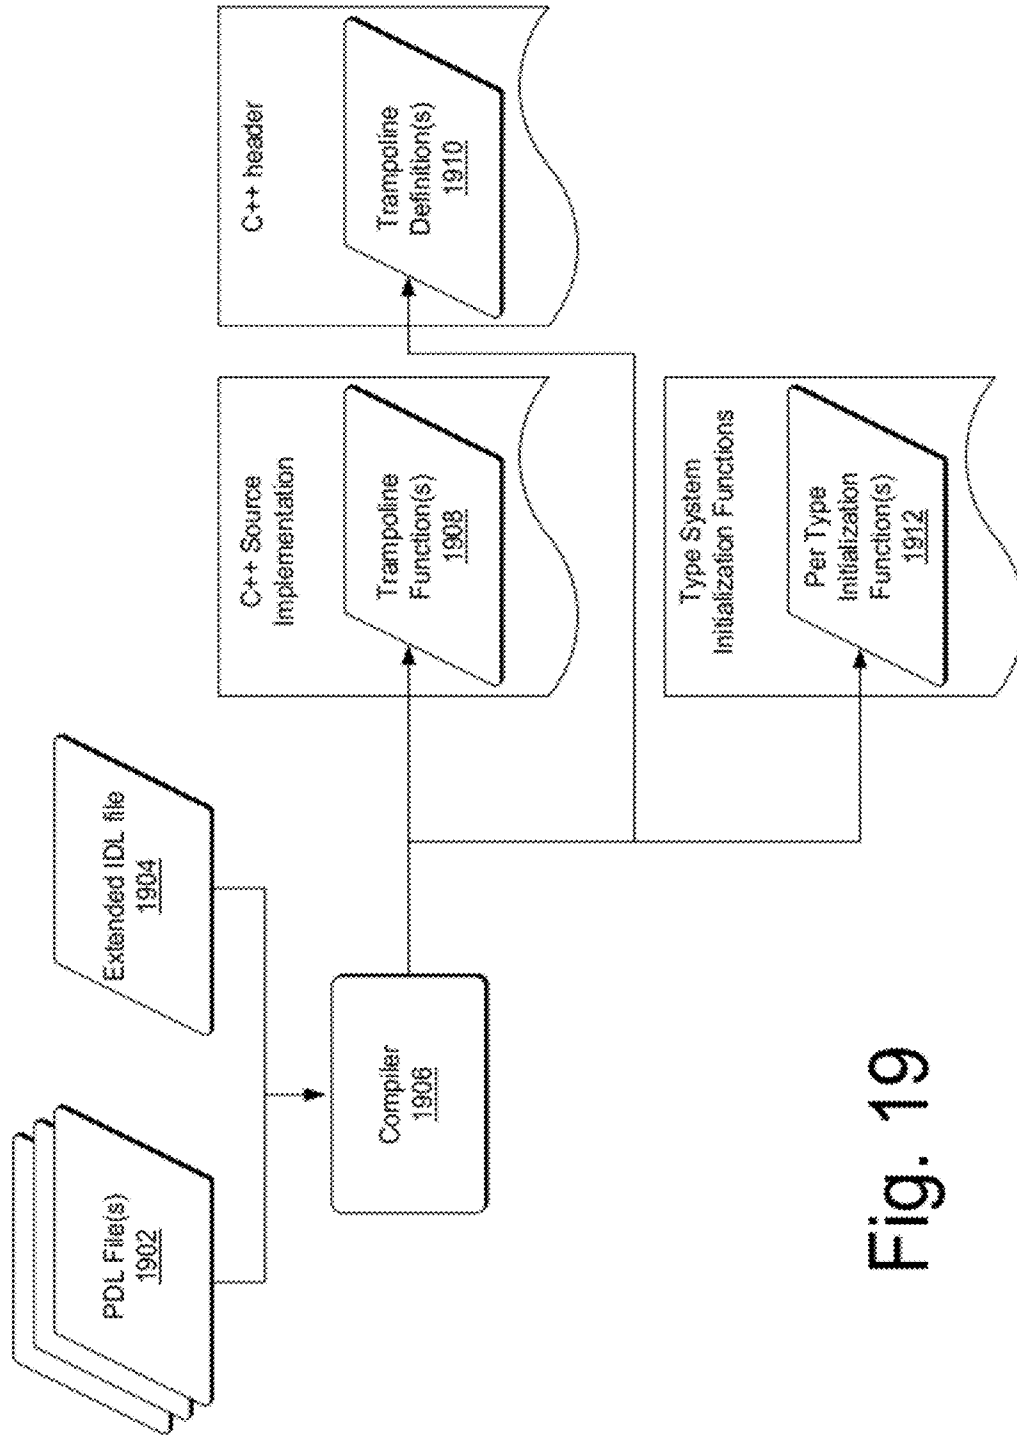 PDL File(s)
1902
Extended IDL file
1904
Compiler
1906
C++ Source
Implementation
Trampoline
Function(s)
1908
C++ header
Trampoline
Definition(s)
1910
Type System
Initialization Functions
Per Type
Initialization
Function(s)
1912
Fig. 19